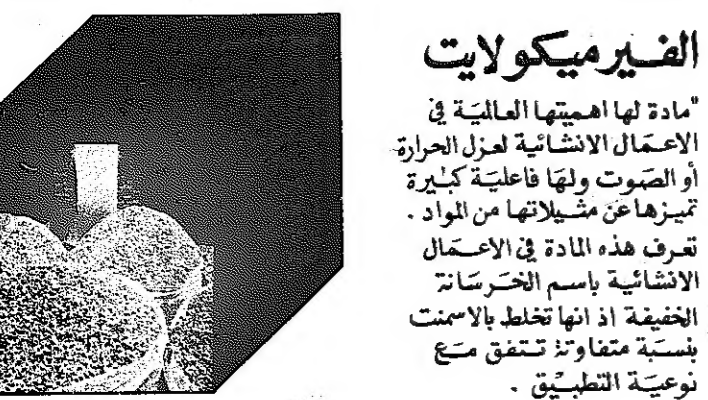 الفيرميكولايت
"مادة لها اهميتها العالمية في
الاعمال الانشائية لعزل الحرارة
أو الصوت ولها فاعلية كبيرة
تميزها عن مثيلاتها من المواد .
تعرف هذه المادة في الاعمال
الانشائية باسم الخرسانة
الخفيفة اذ انها تخلط بالاسمنت
بنسبة متفاوتة تتفق مع
نوعية التطبيق .